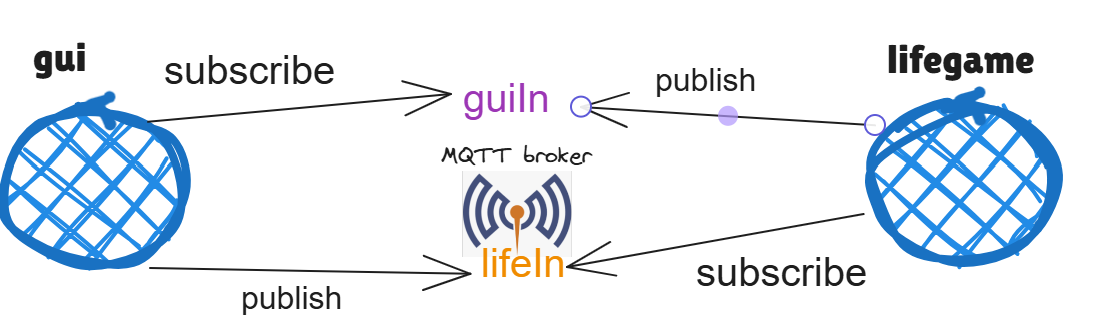 gui
lifegame
subscribe
publish
guiIn
MQTT broker
lifeIn
publish
subscribe